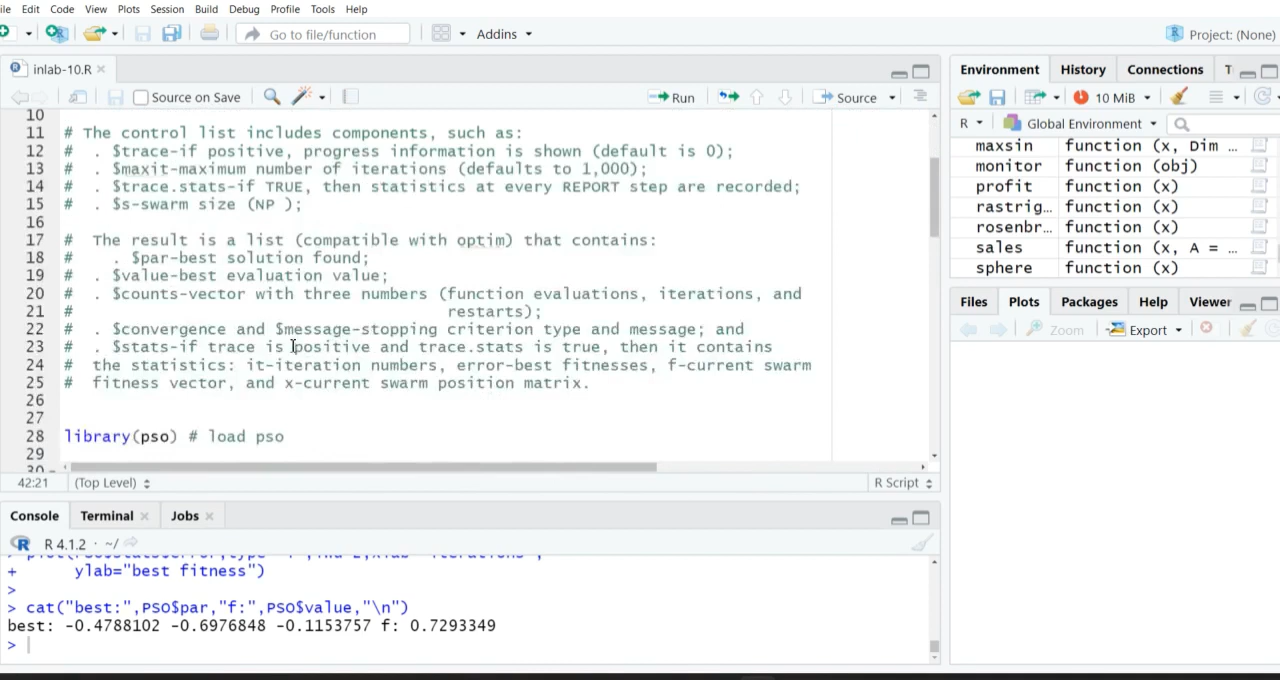 ile Edit Code View Plots Session Build Debug Profile Tools Help
Go to file/function
Addins
Project: (None)
inlab-10.R
Source on Save
Run
Source
10
11 # The control list includes components, such as:
12 # . $trace-if positive, progress information is shown (default is 0);
13 # . $maxit-maximum number of iterations (defaults to 1,000);
14 # . $trace.stats-if TRUE, then statistics at every REPORT step are recorded;
15 # . $s-swarm size (NP );
16
17 #  The result is a list (compatible with optim) that contains:
18 #    . $par-best solution found;
19 # . $value-best evaluation value;
20 # . $counts-vector with three numbers (function evaluations, iterations, and
21 #                                      restarts);
22 # . $convergence and $message-stopping criterion type and message; and
23 # . $stats-if trace is positive and trace.stats is true, then it contains
24 #  the statistics: it-iteration numbers, error-best fitnesses, f-current swarm
25 #  fitness vector, and x-current swarm position matrix.
26
27
28 library(pso) # load pso
29
42:21
(Top Level)
R Script
Console
Terminal
Jobs
R 4.1.2 · ~/
+      ylab="best fitness")
>
> cat("best:",PSO$par,"f:",PSO$value,"\n")
best: -0.4788102 -0.6976848 -0.1153757 f: 0.7293349
>
Environment History Connections
10 MiB
R
Global Environment
maxsin function (x, Dim …
monitor function (obj)
profit function (x)
rastrig… function (x)
rosenbr… function (x)
sales function (x, A = …
sphere function (x)
Files Plots Packages Help Viewer
Zoom
Export